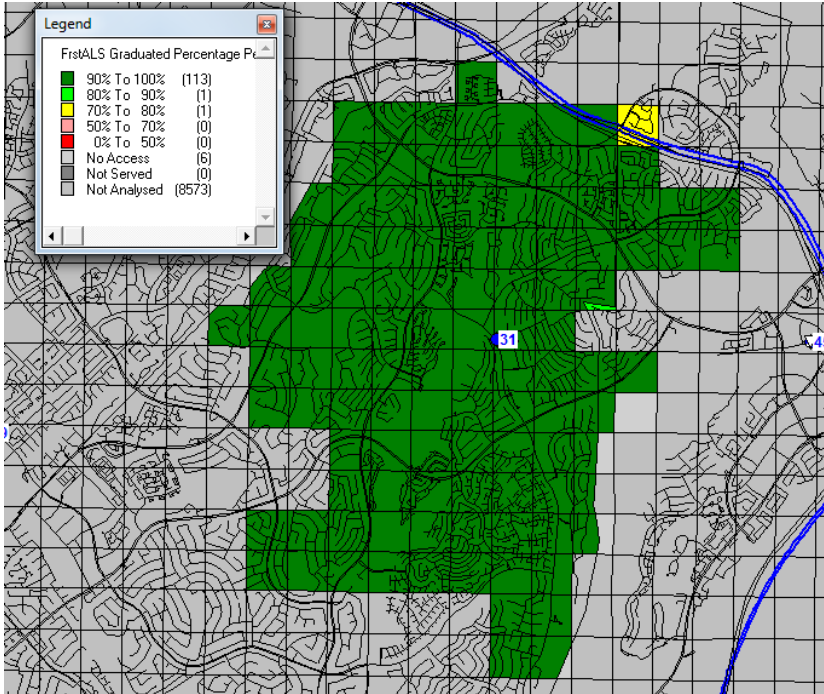 Legend
FrstALS Graduated Percentage Pe
90% To 100% (113)
80% To 90% (1)
70% To 80% (1)
50% To 70% (0)
0% To 50% (0)
No Access (6)
Not Served (0)
Not Analysed (8573)
31